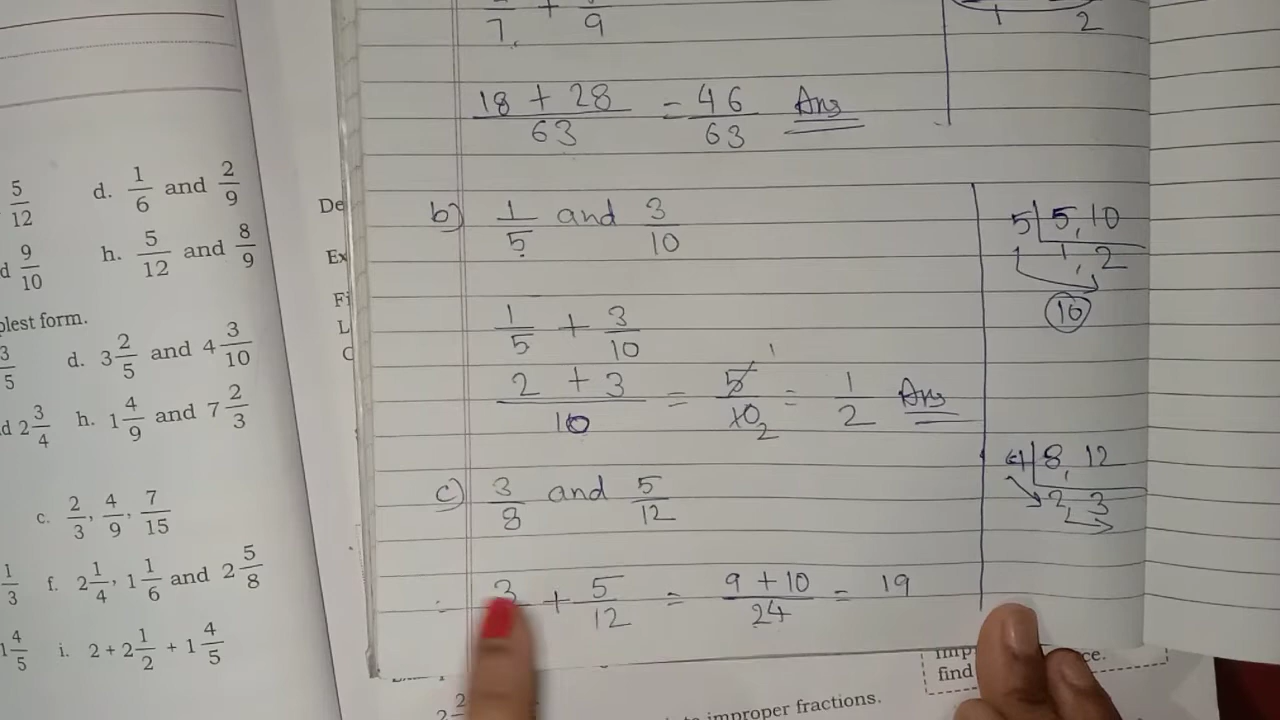 7 + 9
1 2
18 + 28 / 63 = 46 / 63 Ans
b) 1/5 and 3/10
5 | 5, 10
1, 2
10
1/5 + 3/10
2 + 3 / 10 = 5/10 1 2 = 1/2 Ans
c) 3/8 and 5/12
4 | 8, 12
2, 3
= 3 + 5/12 = 9 + 10 / 24 = 19
5/12 d. 1/6 and 2/9
d 9/10 h. 5/12 and 8/9
plest form.
3/5 d. 3 2/5 and 4 3/10
d 2 3/4 h. 1 4/9 and 7 2/3
c. 2/3, 4/9, 7/15
1/3 f. 2 1/4, 1 1/6 and 2 5/8
1 4/5 i. 2 + 2 1/2 + 1 4/5
De
Ex
Fi
L
imp ce.
find
improper fractions.